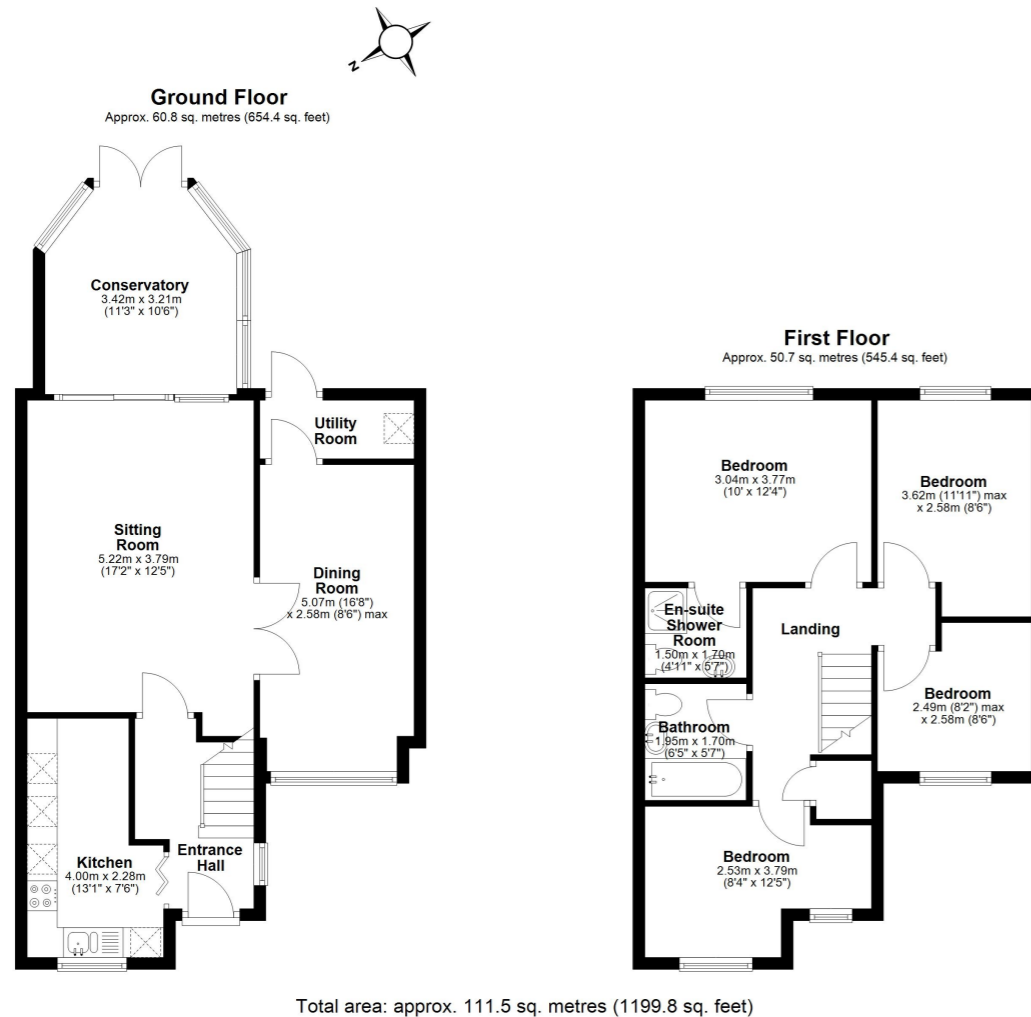 N
Ground Floor
Approx. 60.8 sq. metres (654.4 sq. feet)
Conservatory
3.42m x 3.21m
(11'3" x 10'6")
Utility
Room
Sitting
Room
5.22m x 3.79m
(17'2" x 12'5")
Dining
Room
5.07m (16'8")
x 2.58m (8'6") max
Kitchen
4.00m x 2.28m
(13'1" x 7'6")
Entrance
Hall
First Floor
Approx. 50.7 sq. metres (545.4 sq. feet)
Bedroom
3.04m x 3.77m
(10' x 12'4")
Bedroom
3.62m (11'11") max
x 2.58m (8'6")
En-suite
Shower
Room
1.50m x 1.70m
(4'11" x 5'7")
Landing
Bedroom
2.49m (8'2") max
x 2.58m (8'6")
Bathroom
1.95m x 1.70m
(6'5" x 5'7")
Bedroom
2.53m x 3.79m
(8'4" x 12'5")
Total area: approx. 111.5 sq. metres (1199.8 sq. feet)